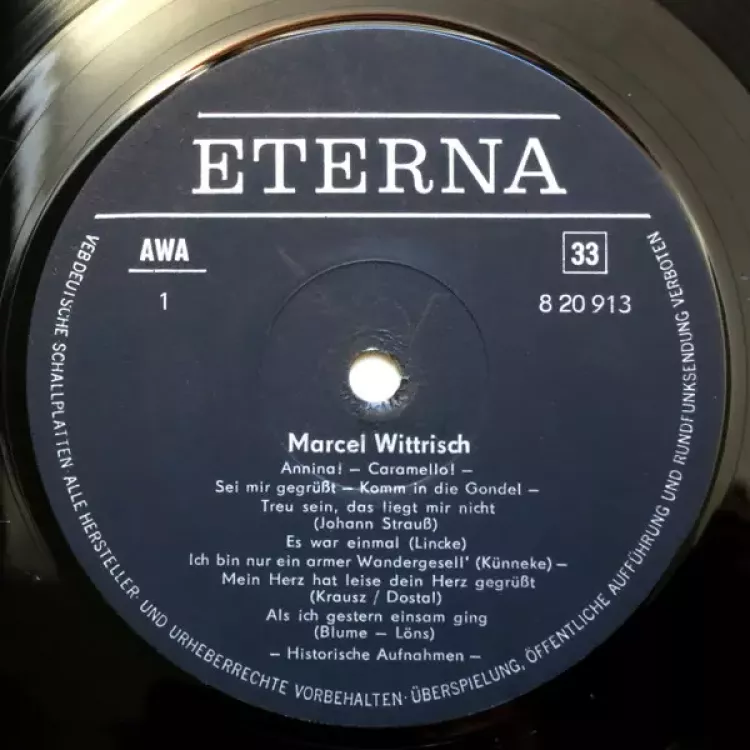 ETERNA
AWA
33
1
8 20 913
Marcel Wittrisch
Annina! – Caramello! –
Sei mir gegrüßt – Komm in die Gondel –
Treu sein, das liegt mir nicht
(Johann Strauß)
Es war einmal (Lincke)
Ich bin nur ein armer Wandergesell' (Künneke) –
Mein Herz hat leise dein Herz gegrüßt
(Krausz / Dostal)
Als ich gestern einsam ging
(Blume – Löns)
– Historische Aufnahmen –
VEB DEUTSCHE SCHALLPLATTEN ALLE HERSTELLER- UND URHEBERRECHTE VORBEHALTEN · ÜBERSPIELUNG, ÖFFENTLICHE AUFFÜHRUNG UND RUNDFUNKSENDUNG VERBOTEN